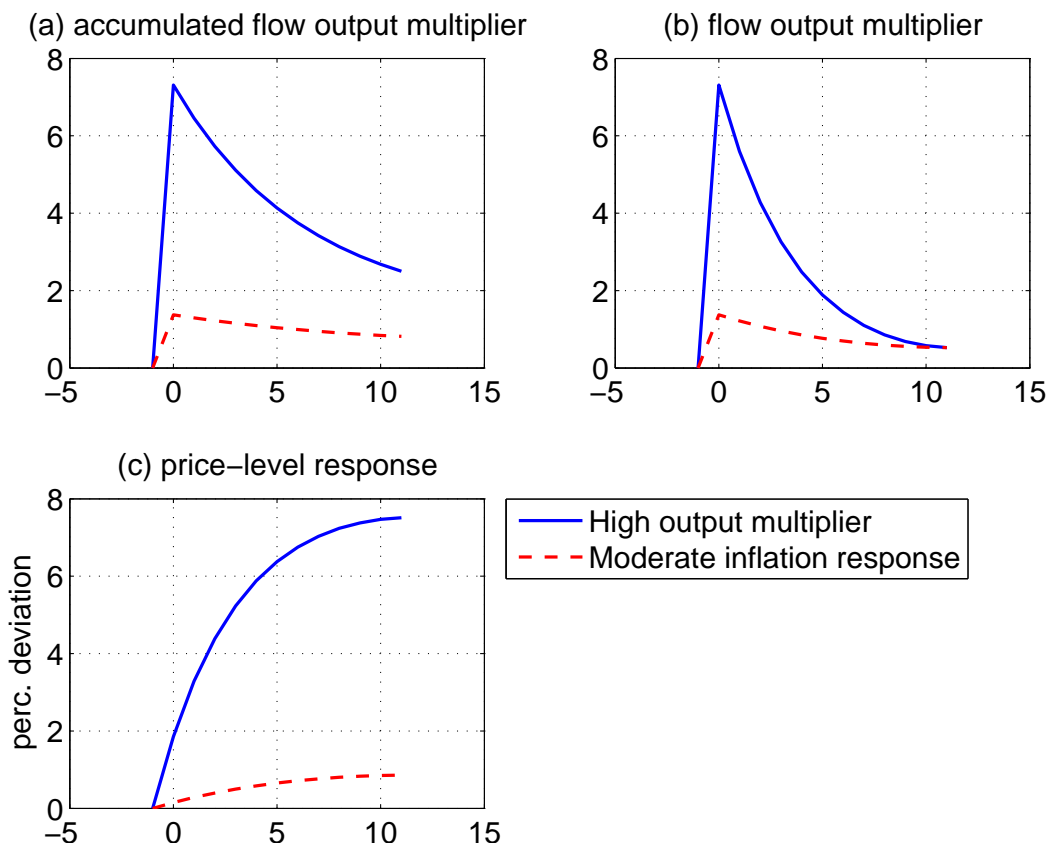 (a) accumulated flow output multiplier
8
6
4
2
0
−5 0 5 10 15
(b) flow output multiplier
8
6
4
2
0
−5 0 5 10 15
(c) price−level response
perc. deviation
8
6
4
2
0
−5 0 5 10 15
High output multiplier
Moderate inflation response